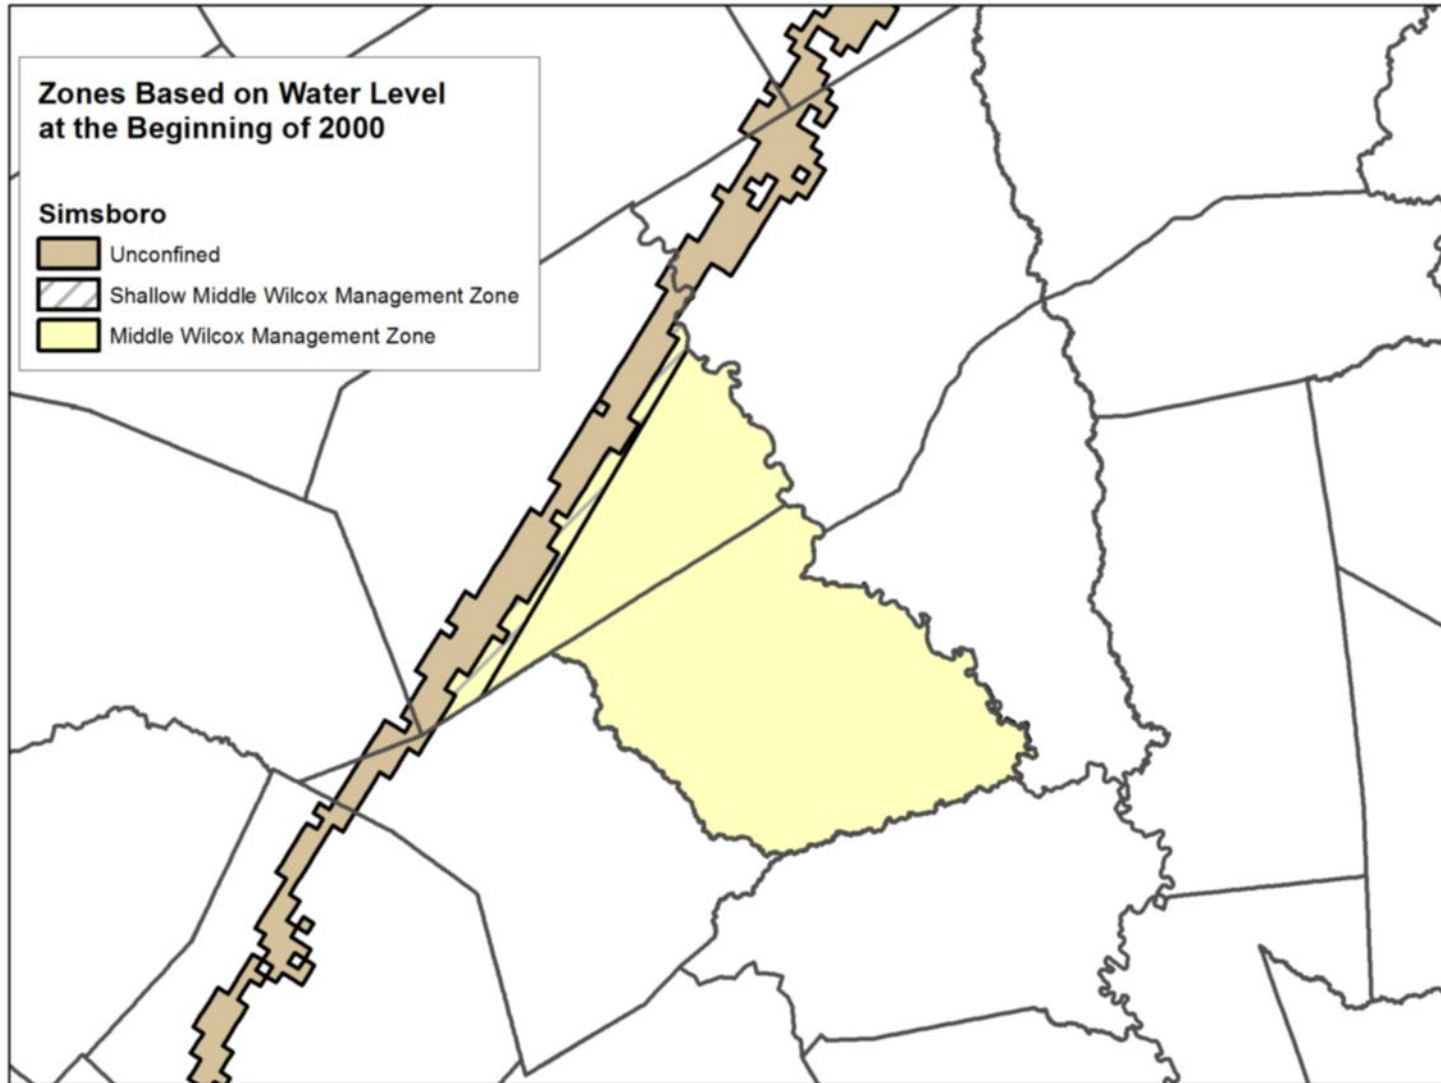 Zones Based on Water Level
at the Beginning of 2000
Simsboro
Unconfined
Shallow Middle Wilcox Management Zone
Middle Wilcox Management Zone